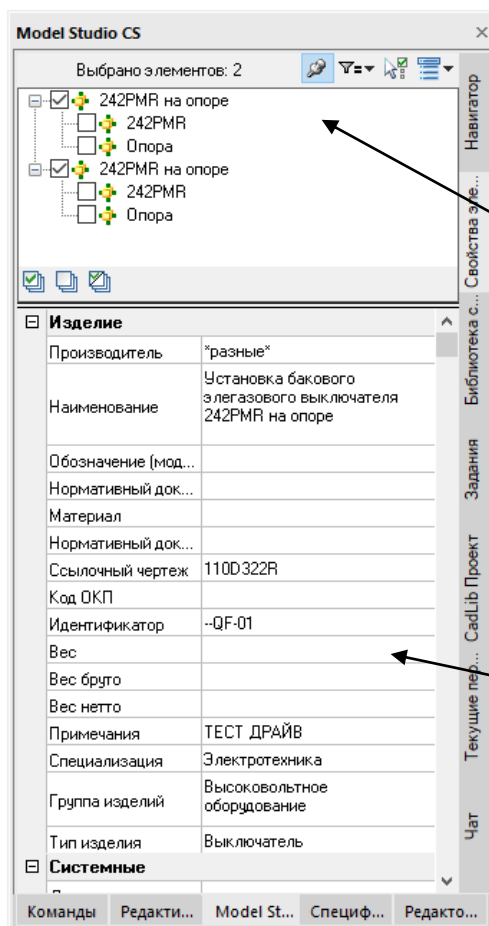 Model Studio CS
Выбрано элементов: 2
242PMR на опоре
242PMR
Опора
242PMR на опоре
242PMR
Опора
Изделие
Производитель *разные*
Наименование Установка бакового
элегазового выключателя
242PMR на опоре
Обозначение (мод...
Нормативный док...
Материал
Нормативный док...
Ссылочный чертеж 110D322R
Код ОКП
Идентификатор --QF-01
Вес
Вес бруто
Вес нетто
Примечания ТЕСТ ДРАЙВ
Специализация Электротехника
Группа изделий Высоковольтное
оборудование
Тип изделия Выключатель
Системные
Навигатор
Свойства эле...
Библиотека с...
Задания
CadLib Проект
Текущие пер...
Чат
Команды Редакти... Model St... Специф... Редакто...